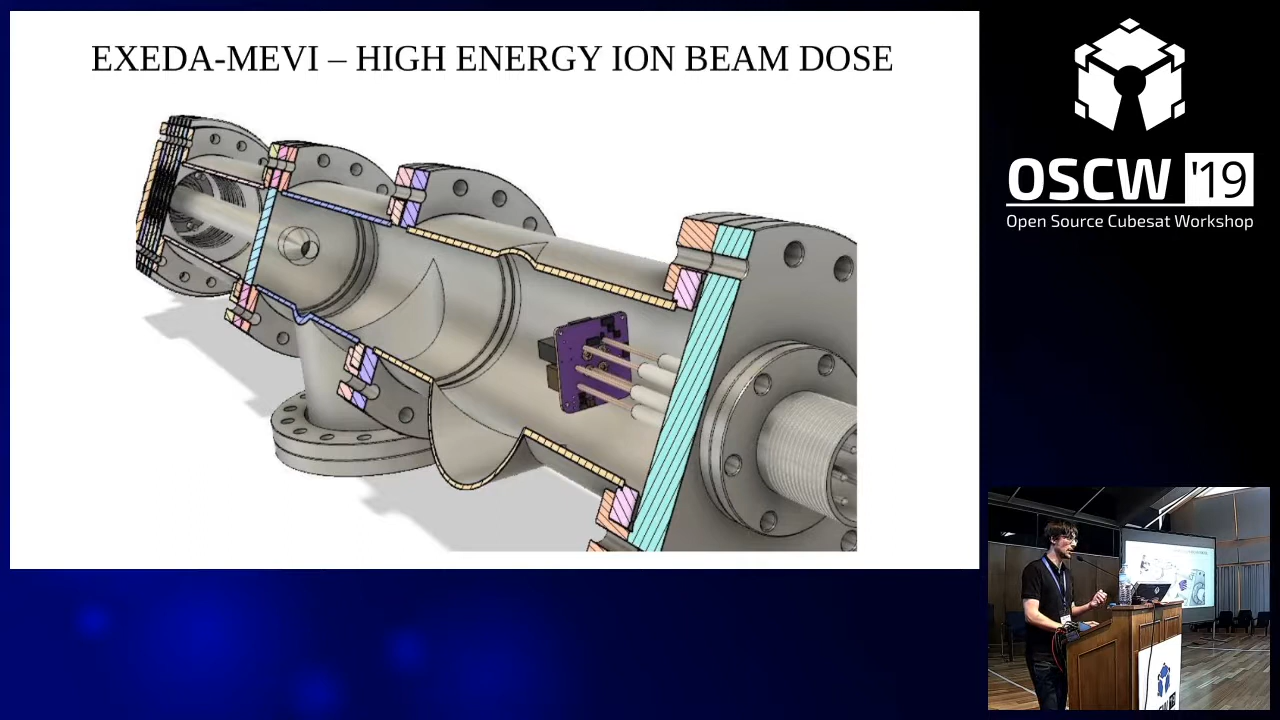 EXEDA-MEVI – HIGH ENERGY ION BEAM DOSE
OSCW '19
Open Source Cubesat Workshop